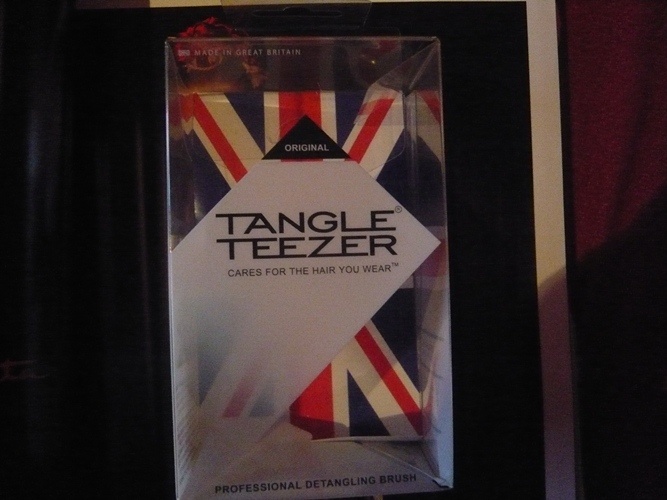 MADE IN GREAT BRITAIN
ORIGINAL
TANGLE®
TEEZER
CARES FOR THE HAIR YOU WEAR™
PROFESSIONAL DETANGLING BRUSH